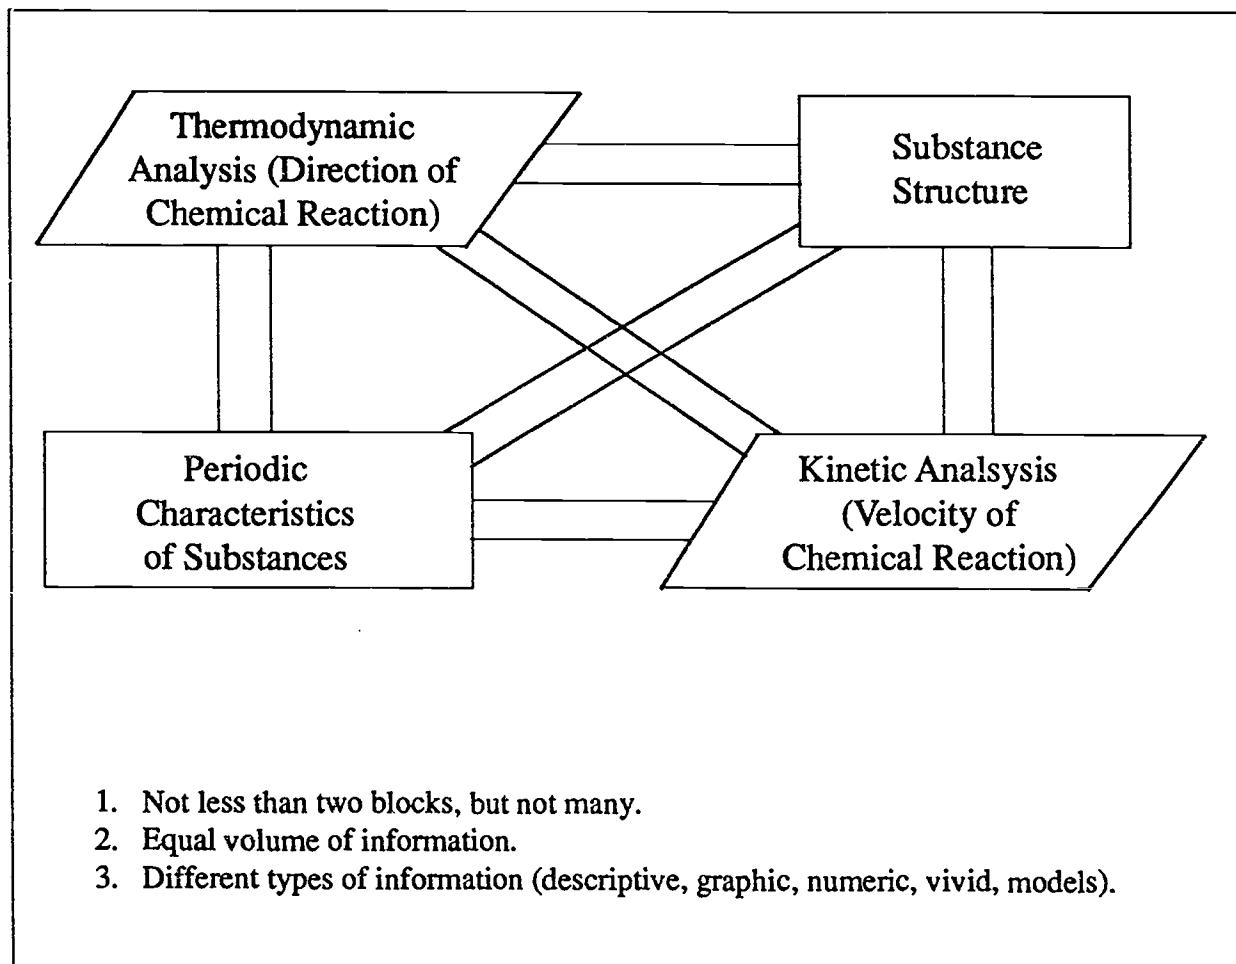 Thermodynamic
Analysis (Direction of
Chemical Reaction)
Substance
Structure
Periodic
Characteristics
of Substances
Kinetic Analsysis
(Velocity of
Chemical Reaction)
1. Not less than two blocks, but not many.
2. Equal volume of information.
3. Different types of information (descriptive, graphic, numeric, vivid, models).